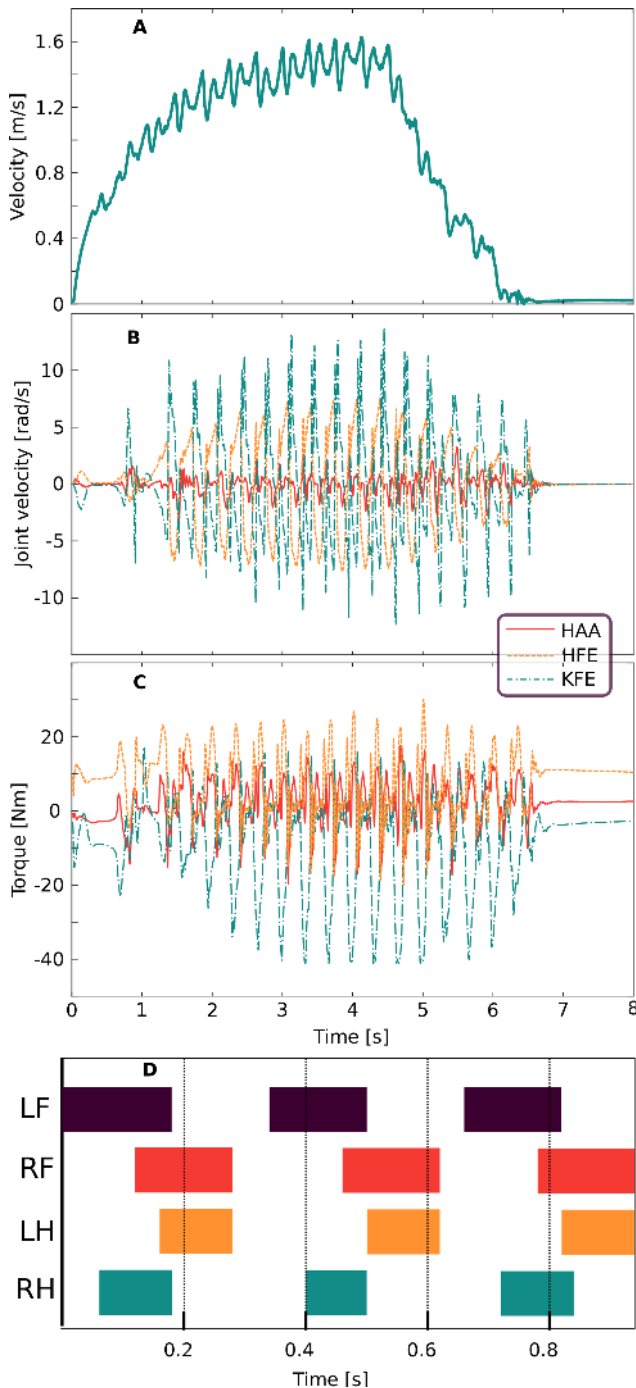 A
Velocity [m/s]
1.6
1.2
0.8
0.4
0
B
Joint velocity [rad/s]
10
5
0
-5
-10
HAA
HFE
KFE
C
Torque [Nm]
20
0
-20
-40
0 1 2 3 4 5 6 7 8
Time [s]
D
LF
RF
LH
RH
0.2 0.4 0.6 0.8
Time [s]